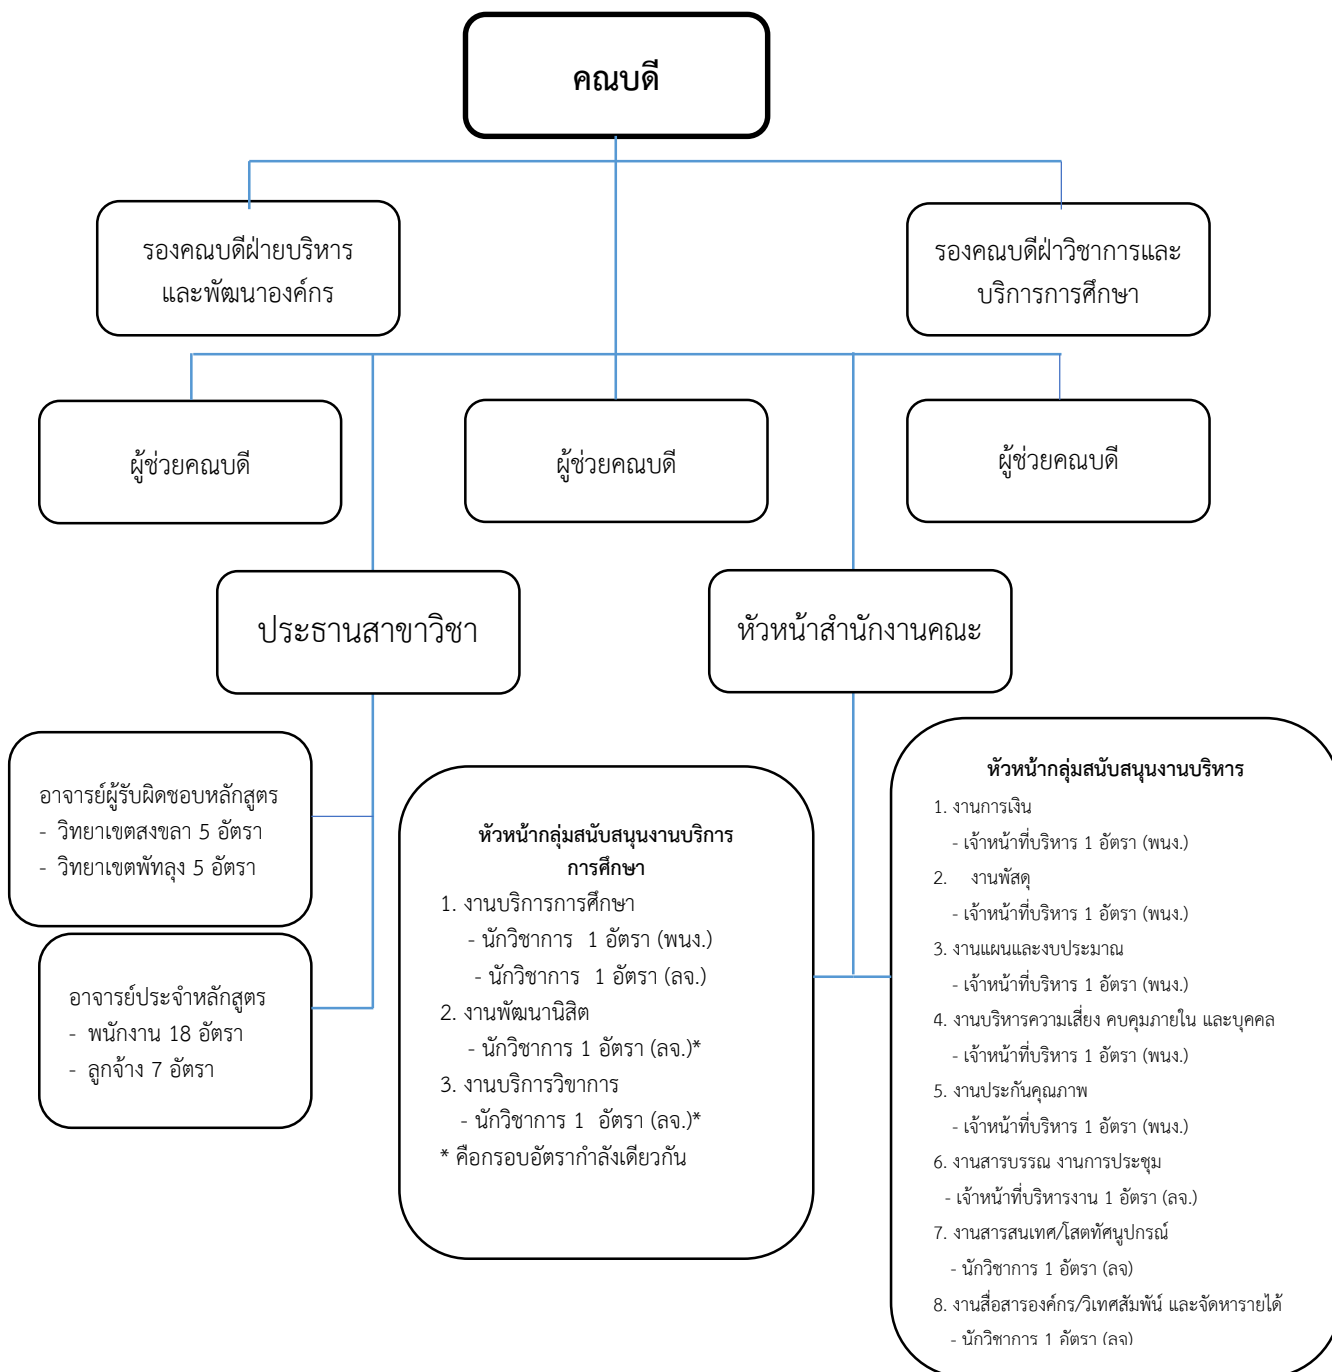 คณบดี
รองคณบดีฝ่ายบริหาร
และพัฒนาองค์กร
รองคณบดีฝ่าวิชาการและ
บริการการศึกษา
ผู้ช่วยคณบดี
ผู้ช่วยคณบดี
ผู้ช่วยคณบดี
ประธานสาขาวิชา
หัวหน้าสำนักงานคณะ
อาจารย์ผู้รับผิดชอบหลักสูตร
- วิทยาเขตสงขลา 5 อัตรา
- วิทยาเขตพัทลุง 5 อัตรา
อาจารย์ประจำหลักสูตร
- พนักงาน 18 อัตรา
- ลูกจ้าง 7 อัตรา
หัวหน้ากลุ่มสนับสนุนงานบริการ
การศึกษา
1. งานบริการการศึกษา
- นักวิชาการ 1 อัตรา (พนง.)
- นักวิชาการ 1 อัตรา (ลจ.)
2. งานพัฒนานิสิต
- นักวิชาการ 1 อัตรา (ลจ.)*
3. งานบริการวิขาการ
- นักวิชาการ 1 อัตรา (ลจ.)*
* คือกรอบอัตรากำลังเดียวกัน
หัวหน้ากลุ่มสนับสนุนงานบริหาร
1. งานการเงิน
- เจ้าหน้าที่บริหาร 1 อัตรา (พนง.)
2. งานพัสดุ
- เจ้าหน้าที่บริหาร 1 อัตรา (พนง.)
3. งานแผนและงบประมาณ
- เจ้าหน้าที่บริหาร 1 อัตรา (พนง.)
4. งานบริหารความเสี่ยง คบคุมภายใน และบุคคล
- เจ้าหน้าที่บริหาร 1 อัตรา (พนง.)
5. งานประกันคุณภาพ
- เจ้าหน้าที่บริหาร 1 อัตรา (พนง.)
6. งานสารบรรณ งานการประชุม
- เจ้าหน้าที่บริหารงาน 1 อัตรา (ลจ.)
7. งานสารสนเทศ/โสตทัศนูปกรณ์
- นักวิชาการ 1 อัตรา (ลจ)
8. งานสื่อสารองค์กร/วิเทศสัมพัน์ และจัดหารายได้
- นักวิชาการ 1 อัตรา (ลจ)